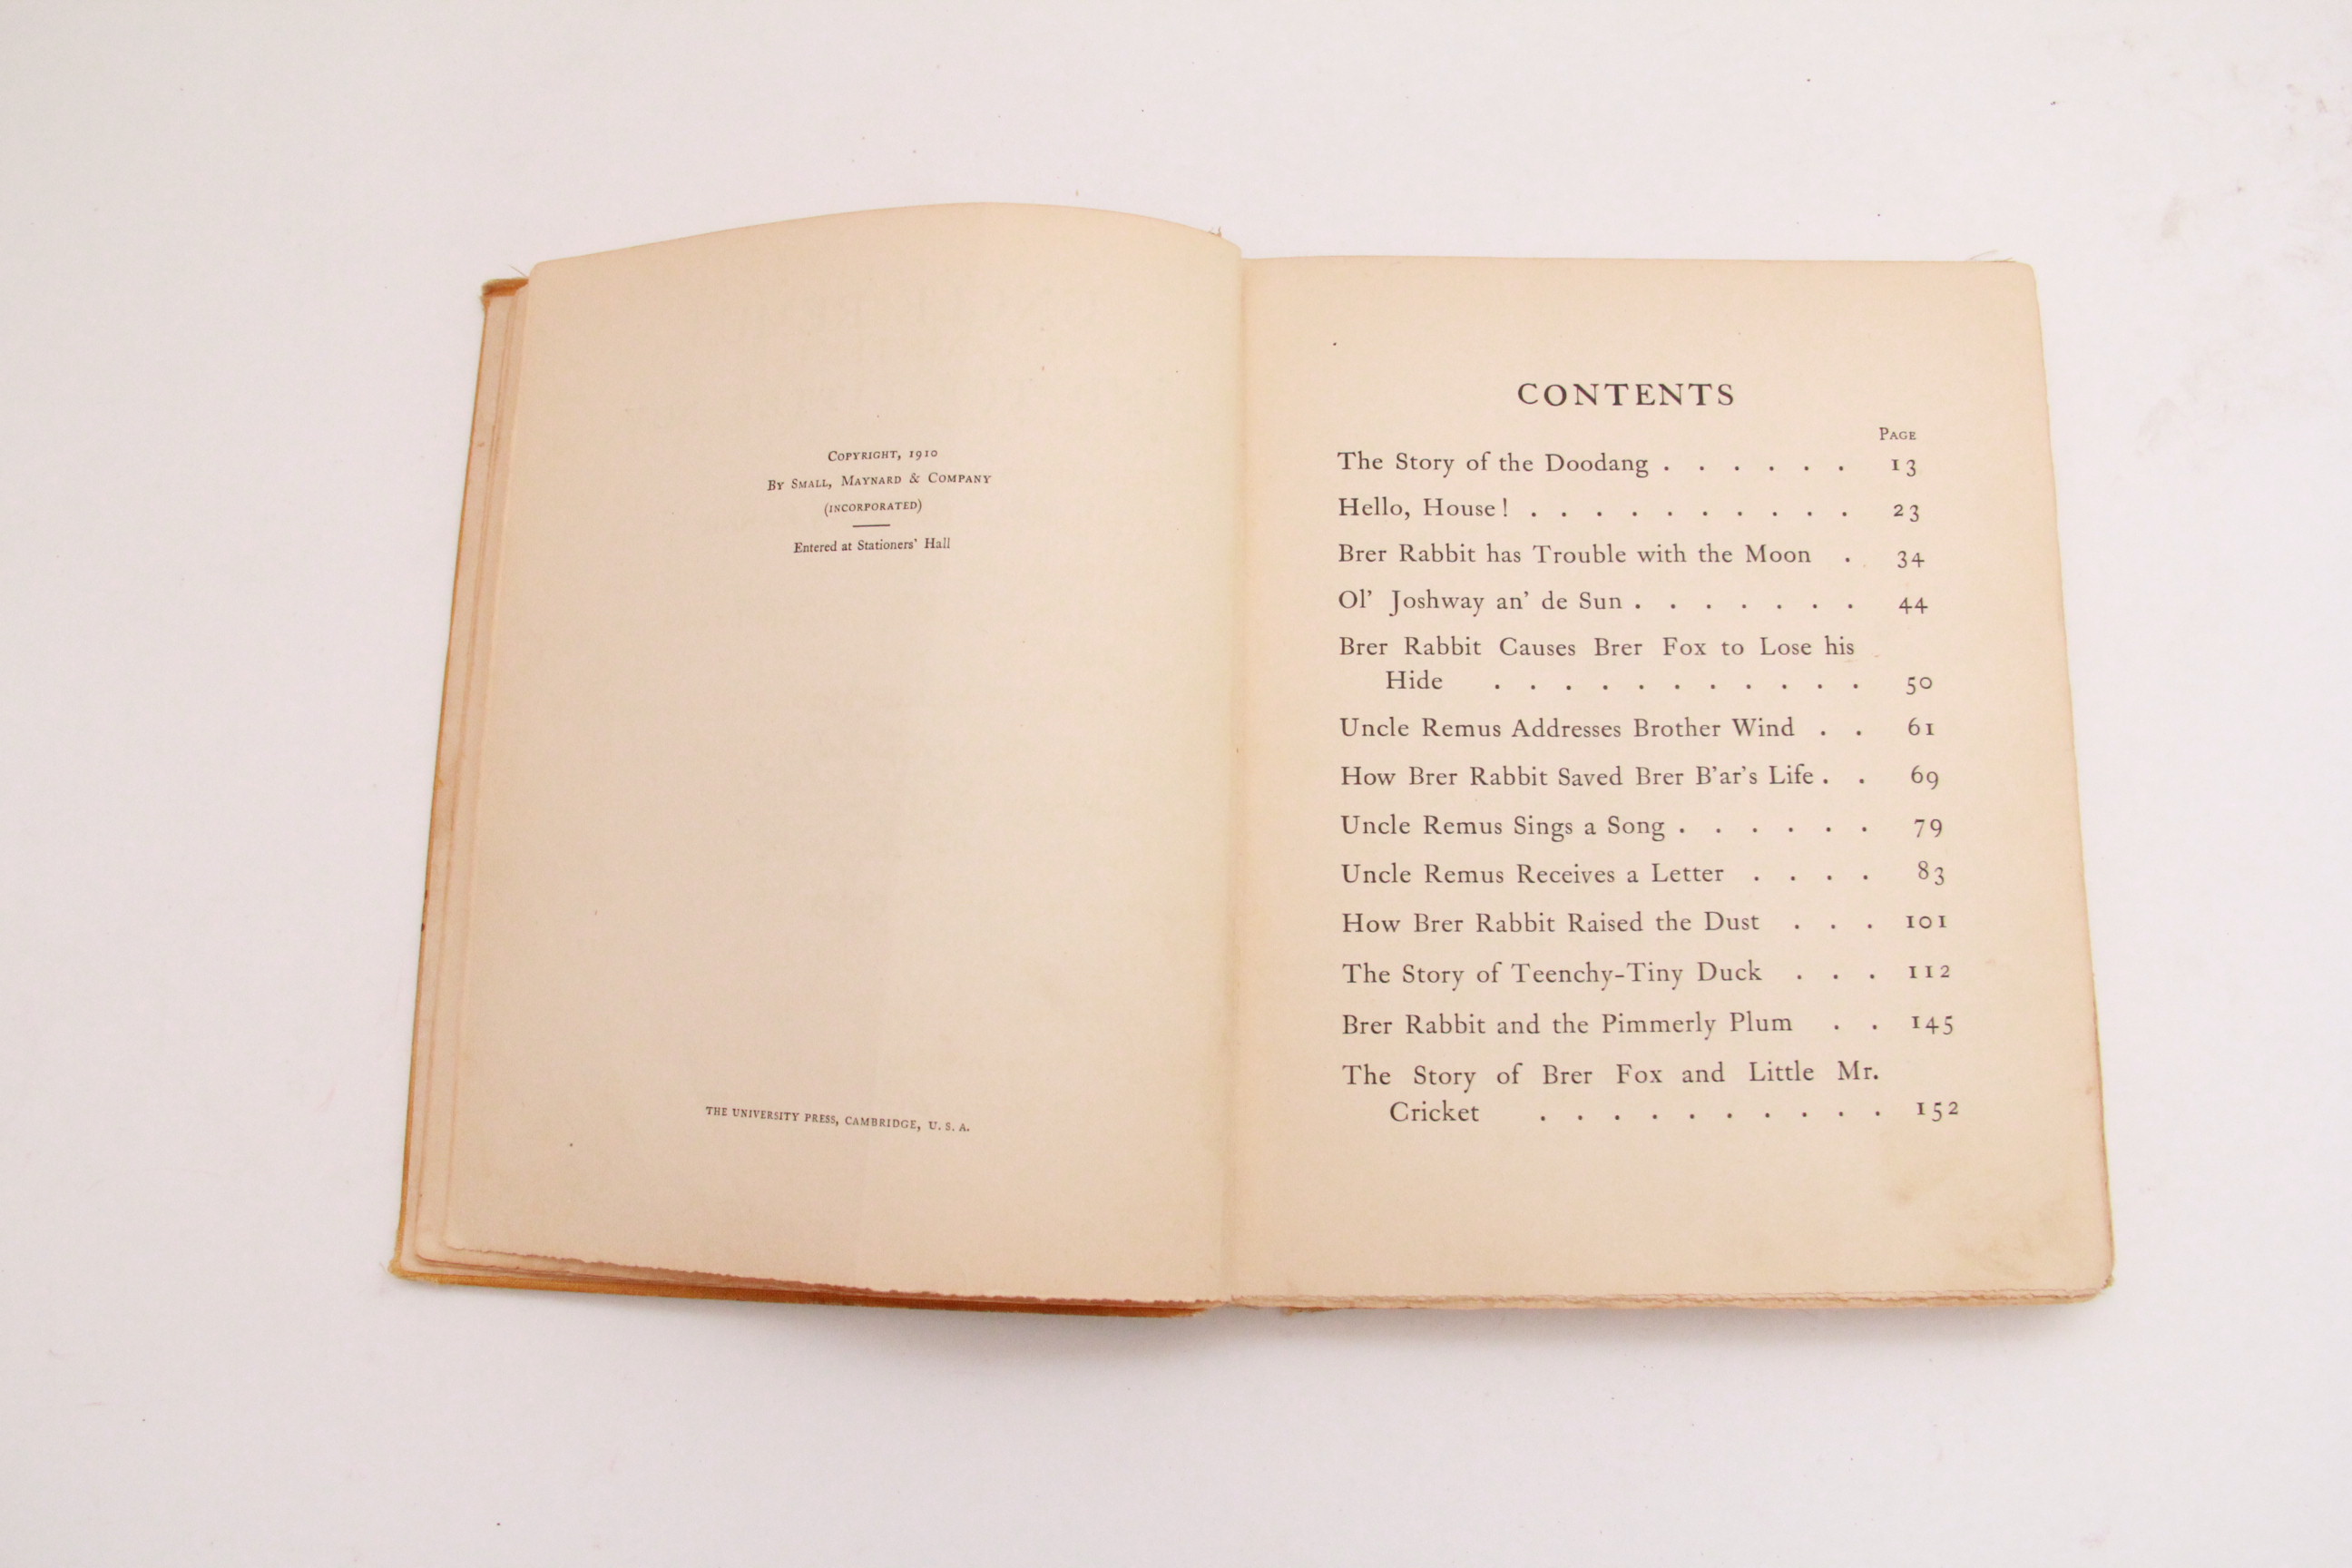 COPYRIGHT, 1910
BY SMALL, MAYNARD & COMPANY
(INCORPORATED)
Entered at Stationers' Hall
THE UNIVERSITY PRESS, CAMBRIDGE, U. S. A.
CONTENTS
PAGE
The Story of the Doodang . . . . . . 13
Hello, House! . . . . . . . . . . 23
Brer Rabbit has Trouble with the Moon . 34
Ol' Joshway an' de Sun . . . . . . . 44
Brer Rabbit Causes Brer Fox to Lose his
Hide . . . . . . . . . . . 50
Uncle Remus Addresses Brother Wind . . 61
How Brer Rabbit Saved Brer B'ar's Life . . 69
Uncle Remus Sings a Song . . . . . . 79
Uncle Remus Receives a Letter . . . . 83
How Brer Rabbit Raised the Dust . . . 101
The Story of Teenchy-Tiny Duck . . . 112
Brer Rabbit and the Pimmerly Plum . . 145
The Story of Brer Fox and Little Mr.
Cricket . . . . . . . . . 152